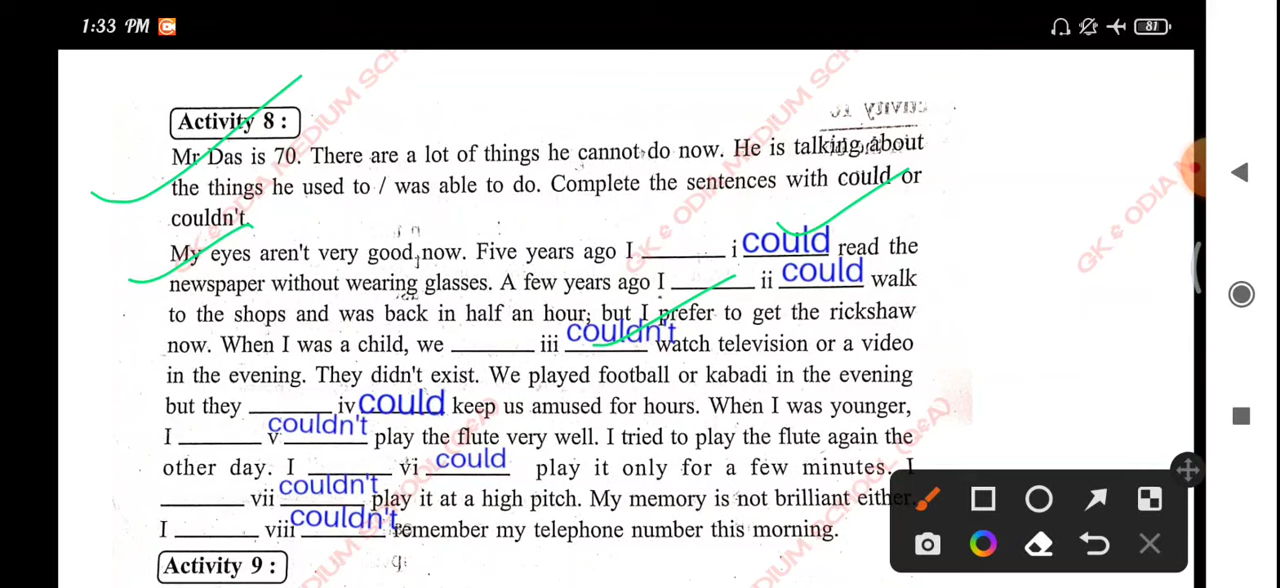 1:33 PM
81
Activity 8 :
Mr Das is 70. There are a lot of things he cannot do now. He is talking about
the things he used to / was able to do. Complete the sentences with could or
couldn't.
My eyes aren't very good now. Five years ago I ______ i could read the
newspaper without wearing glasses. A few years ago I ______ ii could walk
to the shops and was back in half an hour; but I prefer to get the rickshaw
now. When I was a child, we ______ iii couldn't watch television or a video
in the evening. They didn't exist. We played football or kabadi in the evening
but they ______ iv could keep us amused for hours. When I was younger,
I ______ v couldn't play the flute very well. I tried to play the flute again the
other day. I ______ vi could play it only for a few minutes. I
______ vii couldn't play it at a high pitch. My memory is not brilliant either.
I ______ viii couldn't remember my telephone number this morning.
Activity 9 :